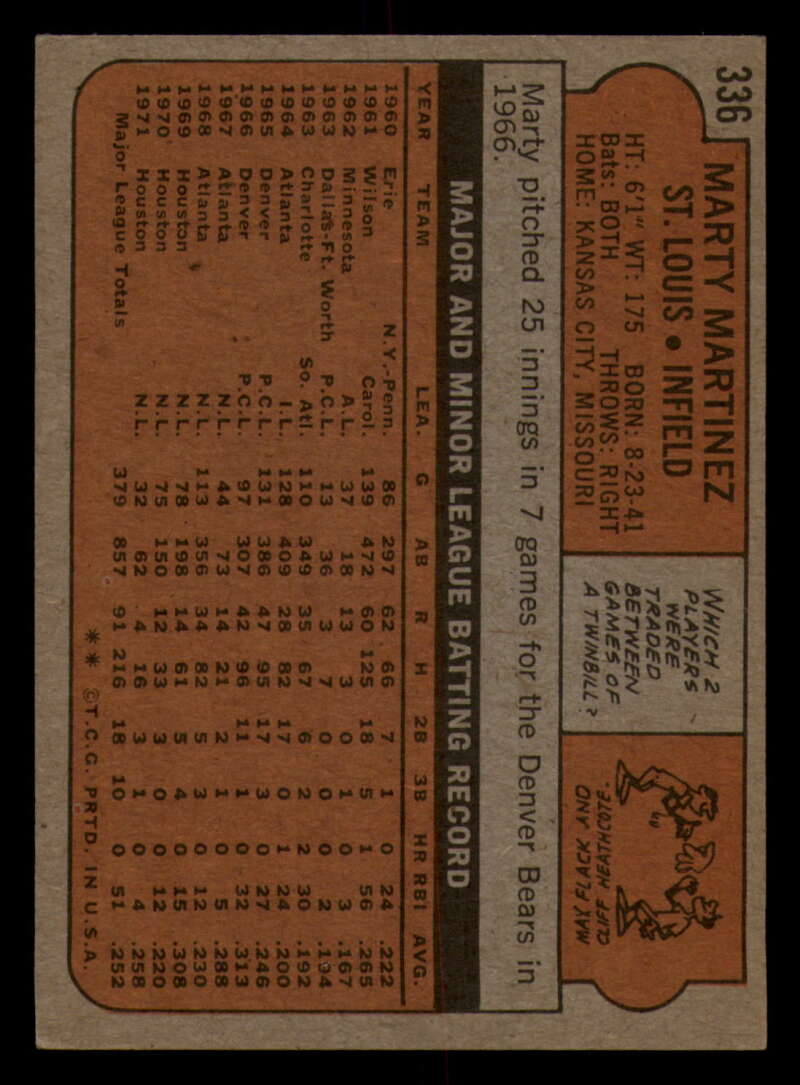 336
MARTY MARTINEZ
ST. LOUIS • INFIELD
HT: 6'1" WT: 175 BORN: 8-23-41
Bats: BOTH THROWS: RIGHT
HOME: KANSAS CITY, MISSOURI
WHICH 2
PLAYERS
WERE
TRADED
BETWEEN
GAMES OF
A TWINBILL?
MAX FLACK AND
CLIFF HEATHCOTE.
Marty pitched 25 innings in 7 games for the Denver Bears in
1966.
MAJOR AND MINOR LEAGUE BATTING RECORD
YEAR TEAM LEA. G AB R H 2B 3B HR RBI AVG.
1960 Erie N.Y.-Penn. 86 297 62 66 7 1 0 24 .222
1961 Wilson Carol. 139 472 60 125 18 5 1 56 .265
1962 Minnesota A.L. 37 18 13 3 0 1 0 3 .167
1963 Dallas-Ft. Worth P.C.L. 13 36 3 7 0 0 0 2 .194
1963 Charlotte So. Atl. 110 349 35 67 6 2 2 30 .192
1964 Atlanta I.L. 128 409 28 82 17 0 1 24 .200
1965 Denver P.C.L. 131 386 47 95 17 3 0 27 .246
1966 Denver P.C.L. 97 307 42 96 11 1 0 32 .313
1967 Atlanta N.L. 44 73 14 21 2 1 0 5 .288
1968 Atlanta N.L. 113 356 34 82 5 3 0 12 .230
1969 Houston N.L. 78 198 14 61 5 4 0 15 .308
1970 Houston N.L. 75 150 12 33 3 0 0 12 .220
1971 Houston N.L. 32 62 4 16 3 1 0 4 .258
Major League Totals 379 857 91 216 18 10 0 51 .252
** ©T.C.G. PRTD. IN U.S.A.